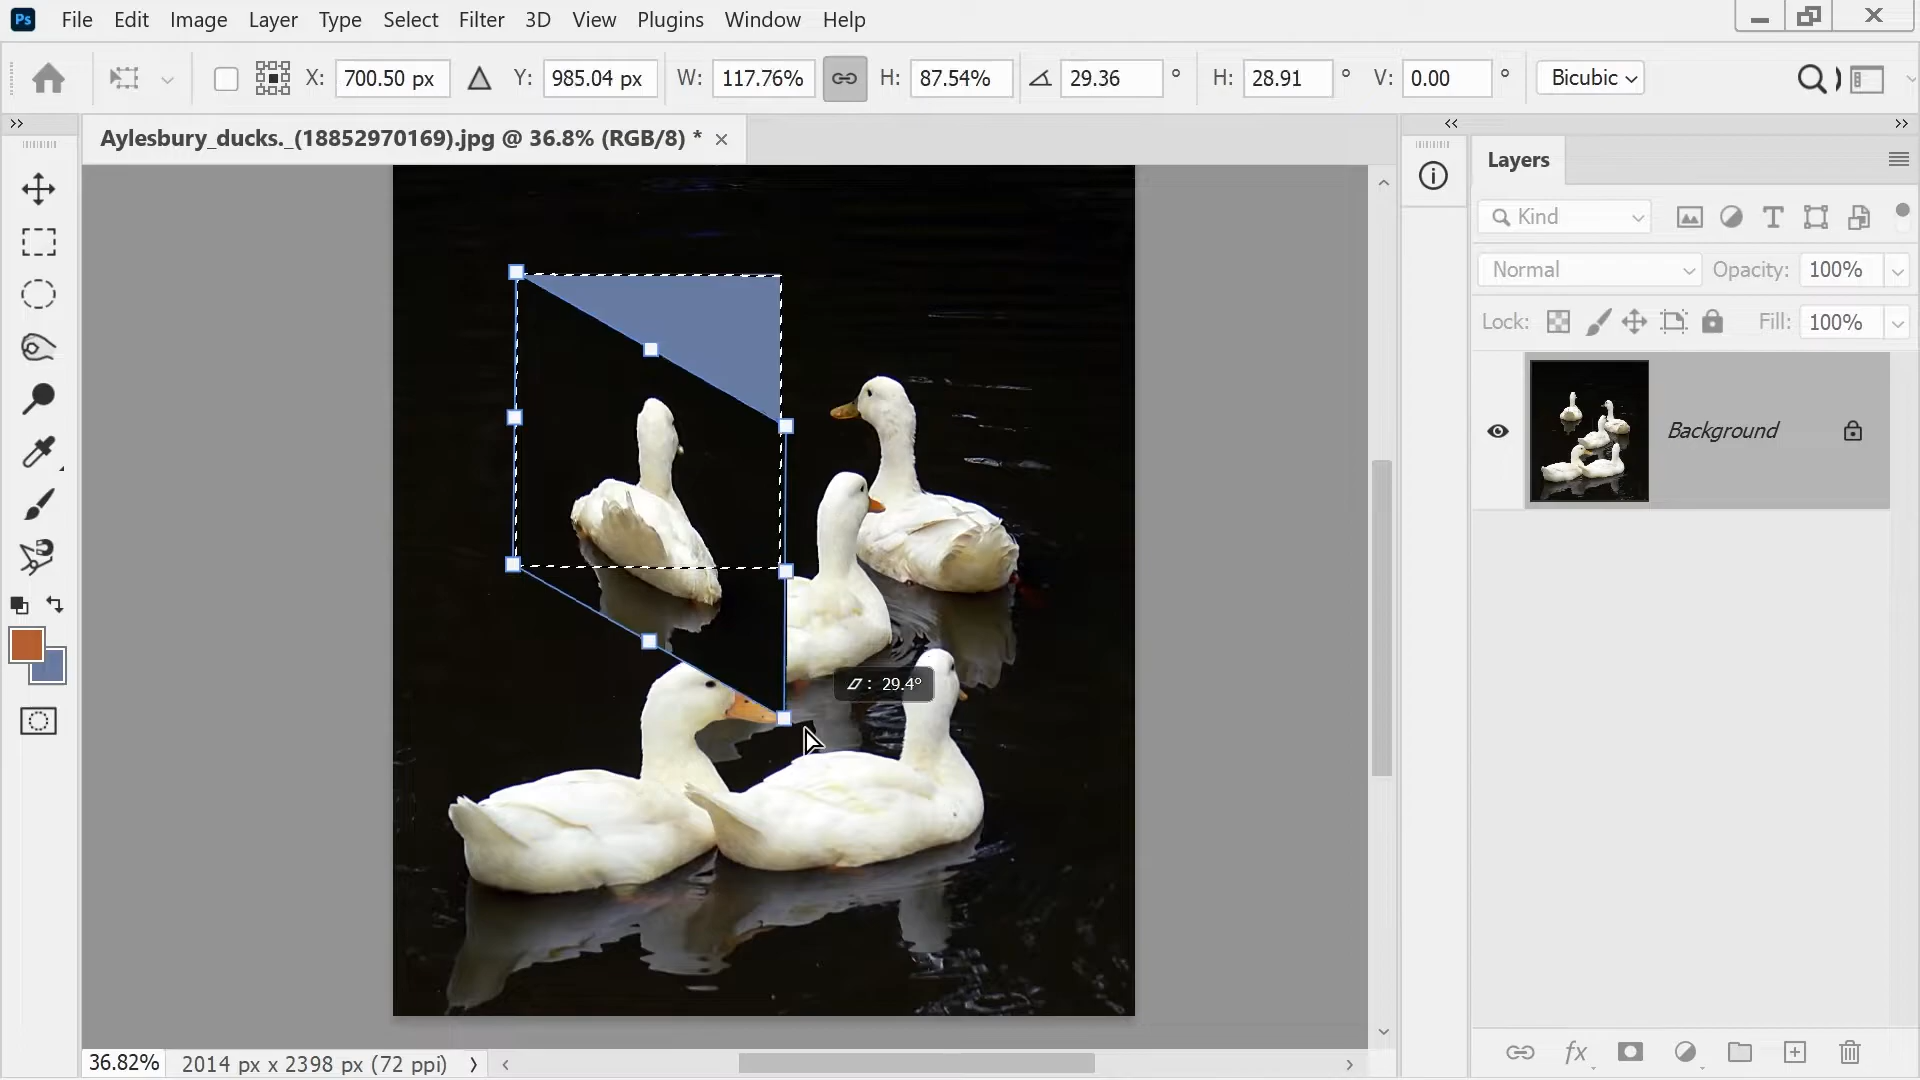 Ps File Edit Image Layer Type Select Filter 3D View Plugins Window Help
X: 700.50 px Y: 985.04 px W: 117.76% H: 87.54% 29.36 ° H: 28.91 ° V: 0.00 ° Bicubic
Aylesbury_ducks._(18852970169).jpg @ 36.8% (RGB/8) *
Layers
Kind
Normal Opacity: 100%
Lock: Fill: 100%
Background
: 29.4°
36.82% 2014 px x 2398 px (72 ppi)
fx